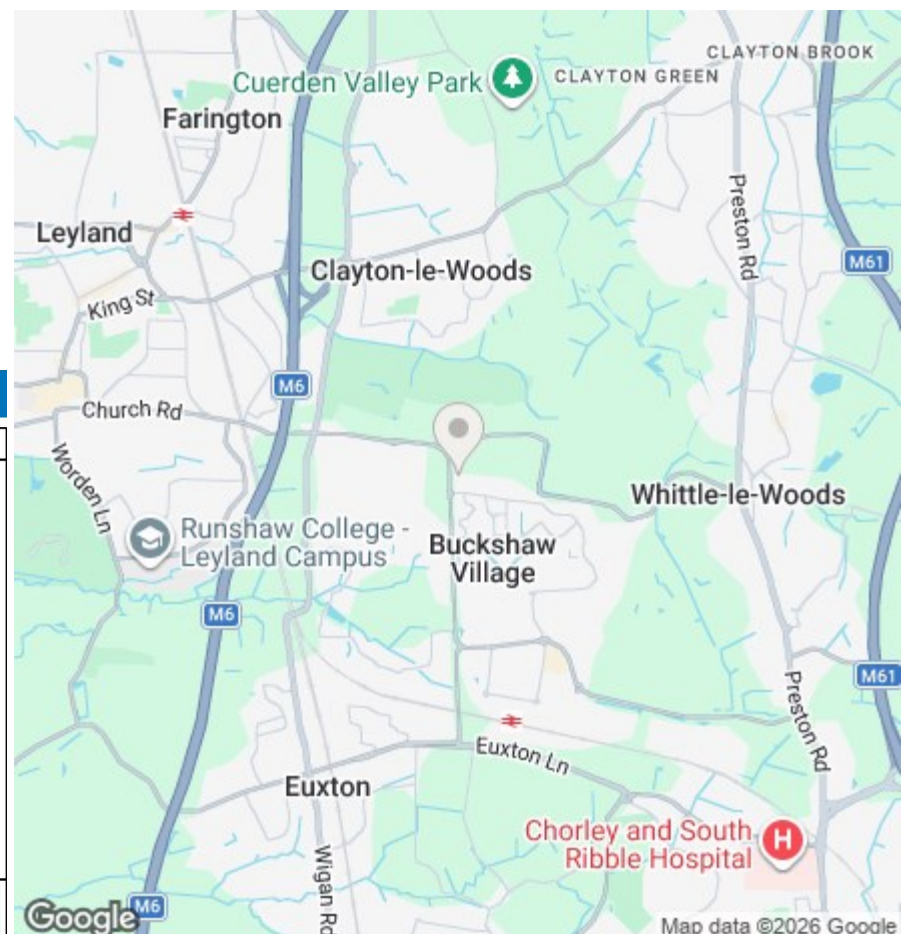 CLAYTON BROOK
Cuerden Valley Park
CLAYTON GREEN
Farington
Preston Rd
Leyland
Clayton-le-Woods
M61
King St
M6
Church Rd
Worden Ln
Whittle-le-Woods
Runshaw College -
Leyland Campus
Buckshaw
Village
M6
M61
Preston Rd
Euxton Ln
Euxton
Chorley and South
Ribble Hospital
H
Wigan Rd
M6
Google
Map data ©2026 Google